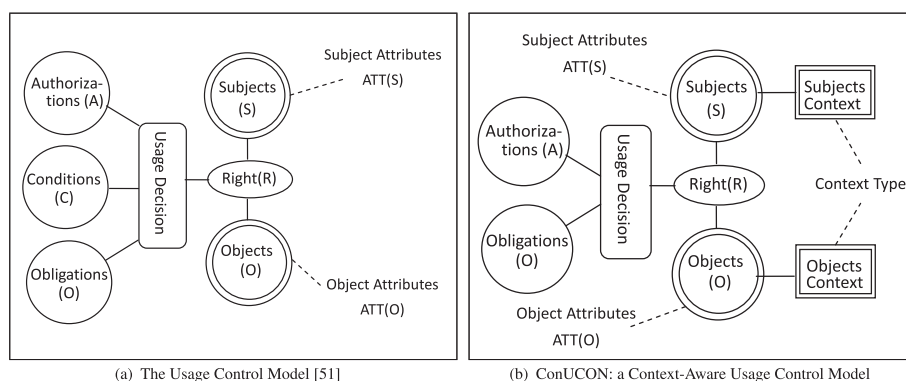 Authoriza-
tions (A)
Conditions
(C)
Obligations
(O)
Usage Decision
Subjects
(S)
Right(R)
Objects
(O)
Subject Attributes
ATT(S)
Object Attributes
ATT(O)
(a) The Usage Control Model [51]
Subject Attributes
ATT(S)
Authoriza-
tions (A)
Obligations
(O)
Usage Decision
Subjects
(S)
Right(R)
Objects
(O)
Subjects
Context
Context Type
Objects
Context
Object Attributes
ATT(O)
(b) ConUCON: a Context-Aware Usage Control Model